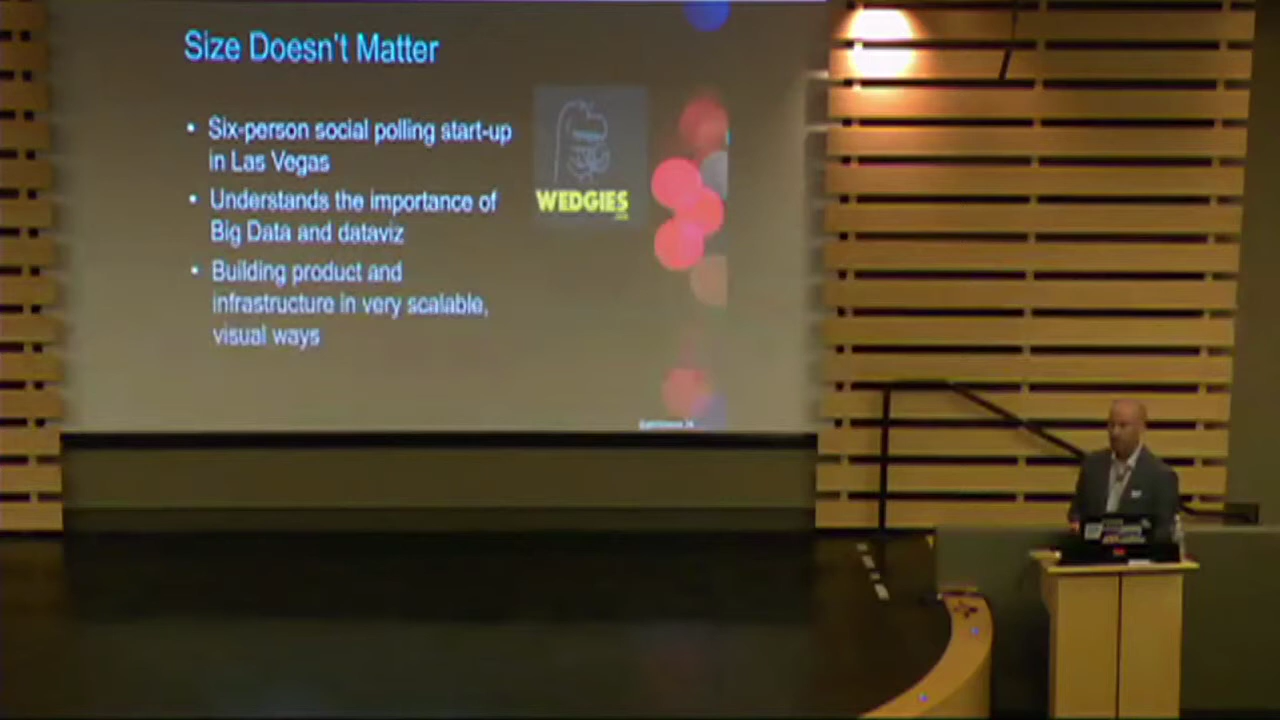 Size Doesn't Matter
• Six-person social polling start-up
in Las Vegas
• Understands the importance of
Big Data and dataviz
• Building product and
infrastructure in very scalable,
visual ways
WEDGIES